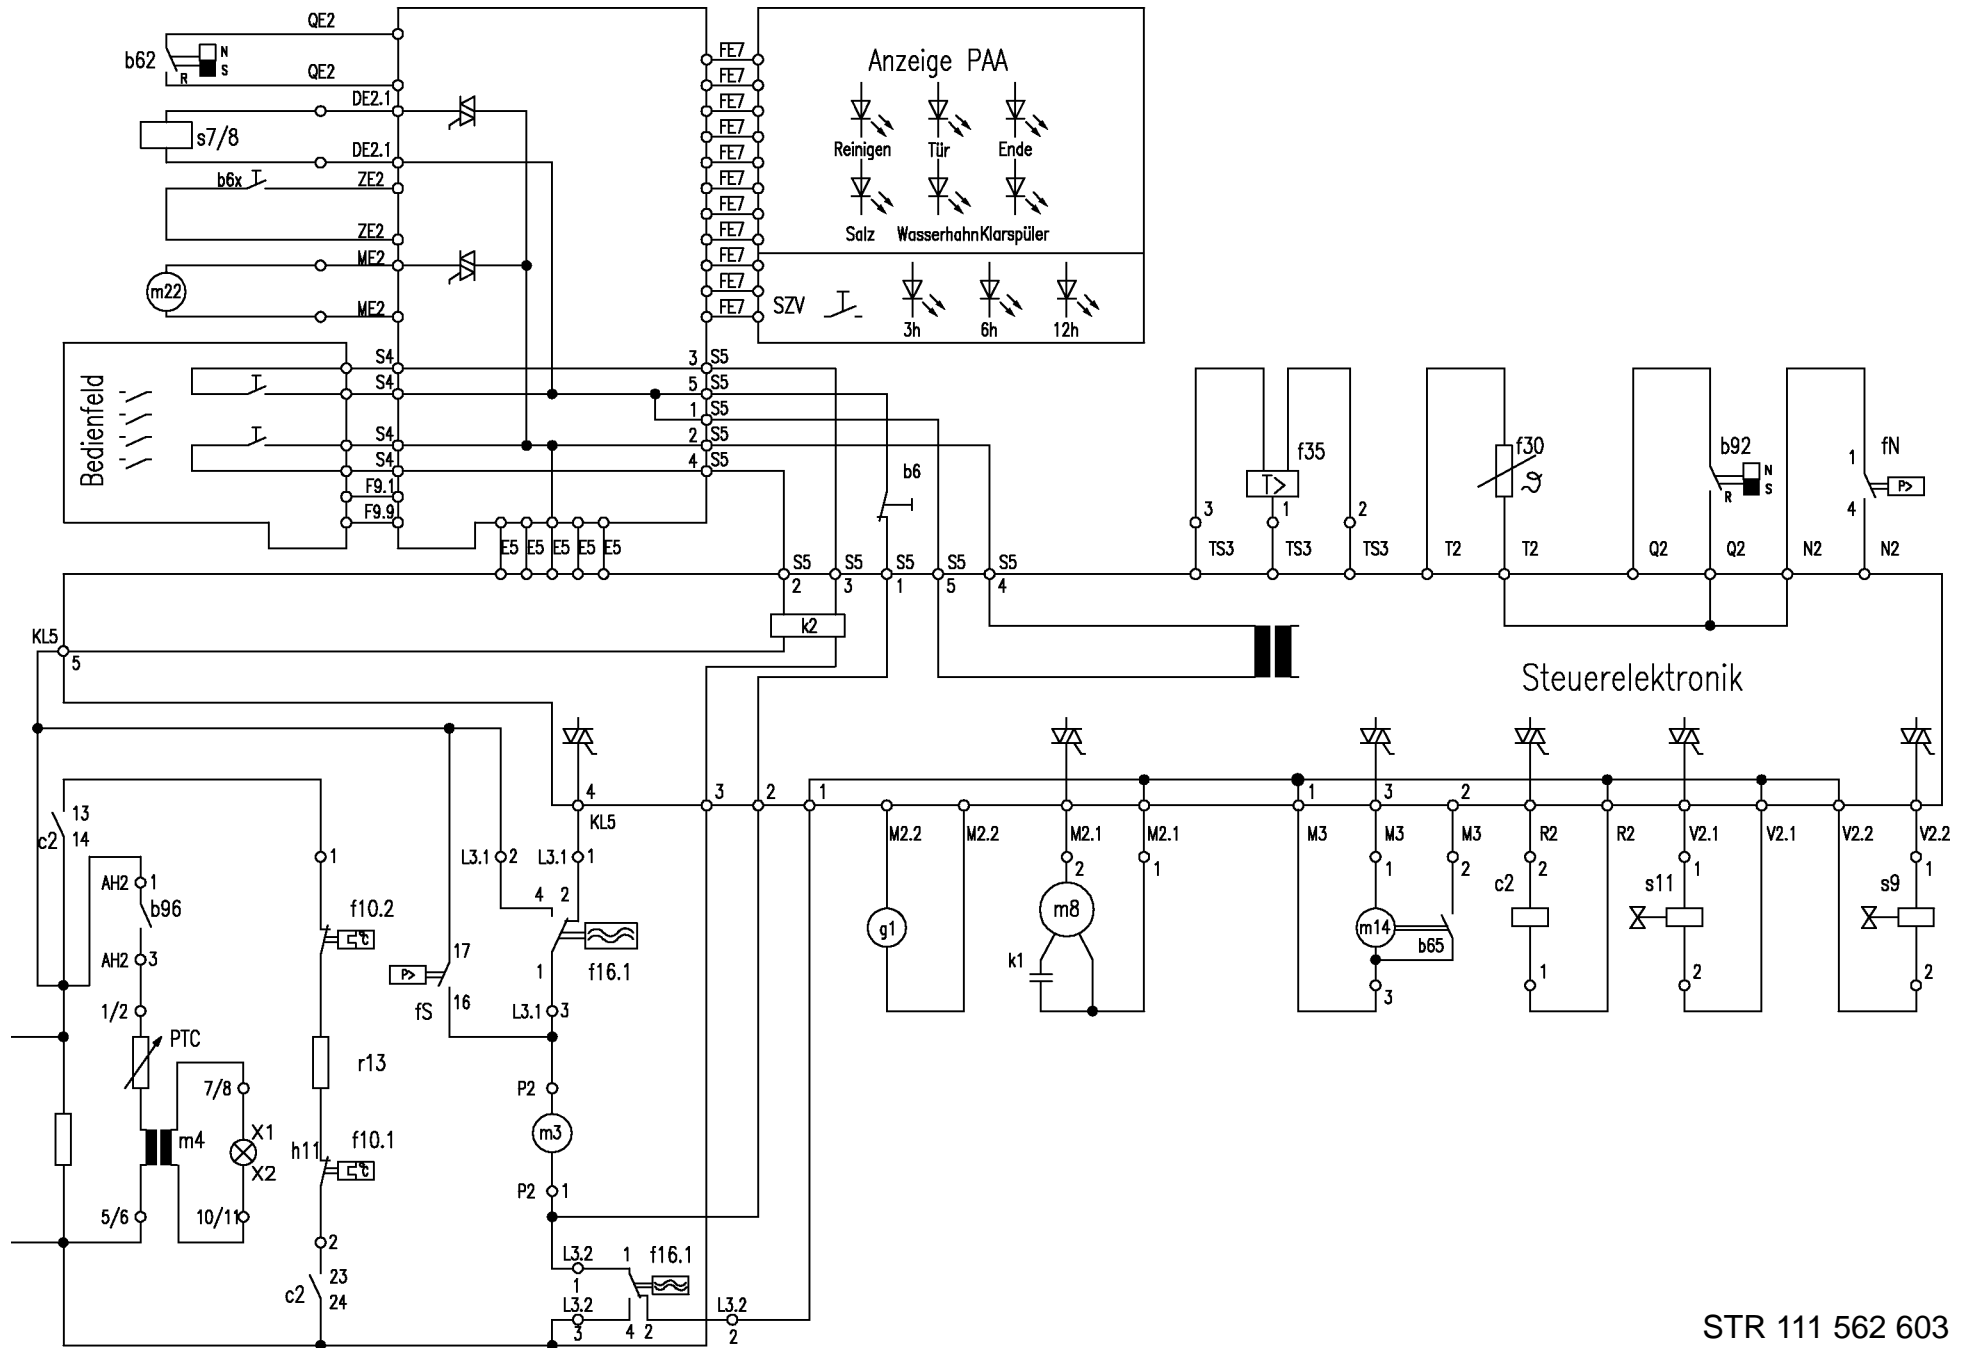 QE2
b62 N
S
R
QE2
DE2.1
s7/8
DE2.1
b6x ZE2
ZE2
ME2
m22
ME2
FE7
FE7
FE7
FE7
FE7
FE7
FE7
FE7
FE7
FE7
FE7
Anzeige PAA
Reinigen Tür Ende
Salz Wasserhahn Klarspüler
SZV
3h 6h 12h
Bedienfeld
S4 3 S5
S4 5 S5
1 S5
S4 2 S5
S4 4 S5
F9.1
F9.9
E5 E5 E5 E5 E5
b6
S5 S5 S5 S5 S5
2 3 1 5 4
k2
f35
T>
3 1 2
TS3 TS3 TS3
f30
T2 T2
b92 N
S
R
Q2 Q2
fN
1
P>
4
N2 N2
Steuerelektronik
KL5
5
4 3 2 1 1 3 2
KL5
M2.2 M2.2 M2.1 M2.1 M3 M3 M3 R2 R2 V2.1 V2.1 V2.2 V2.2
13
c2 14
AH2 1
b96
AH2 3
1/2
PTC
7/8
m4
X1
X2
5/6 10/11
1
f10.2
°C
r13
h11
f10.1
°C
2
23
c2
24
L3.1 2 L3.1 1
4 2
17
P>
fS 16
1
f16.1
L3.1 3
P2
m3
P2 1
L3.2 1 f16.1
1
L3.2 L3.2
3 4 2 2
g1
2 1
m8
k1
1 2
m14
b65
3
2
c2
1
1
s11
2
1
s9
2
STR 111 562 603